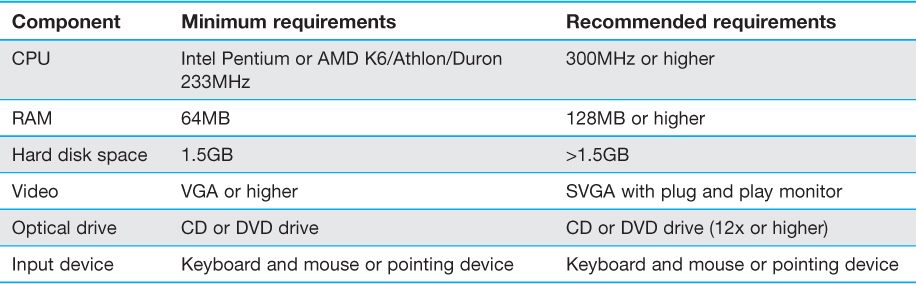 Component Minimum requirements Recommended requirements
CPU Intel Pentium or AMD K6/Athlon/Duron 300MHz or higher
233MHz
RAM 64MB 128MB or higher
Hard disk space 1.5GB >1.5GB
Video VGA or higher SVGA with plug and play monitor
Optical drive CD or DVD drive CD or DVD drive (12x or higher)
Input device Keyboard and mouse or pointing device Keyboard and mouse or pointing device